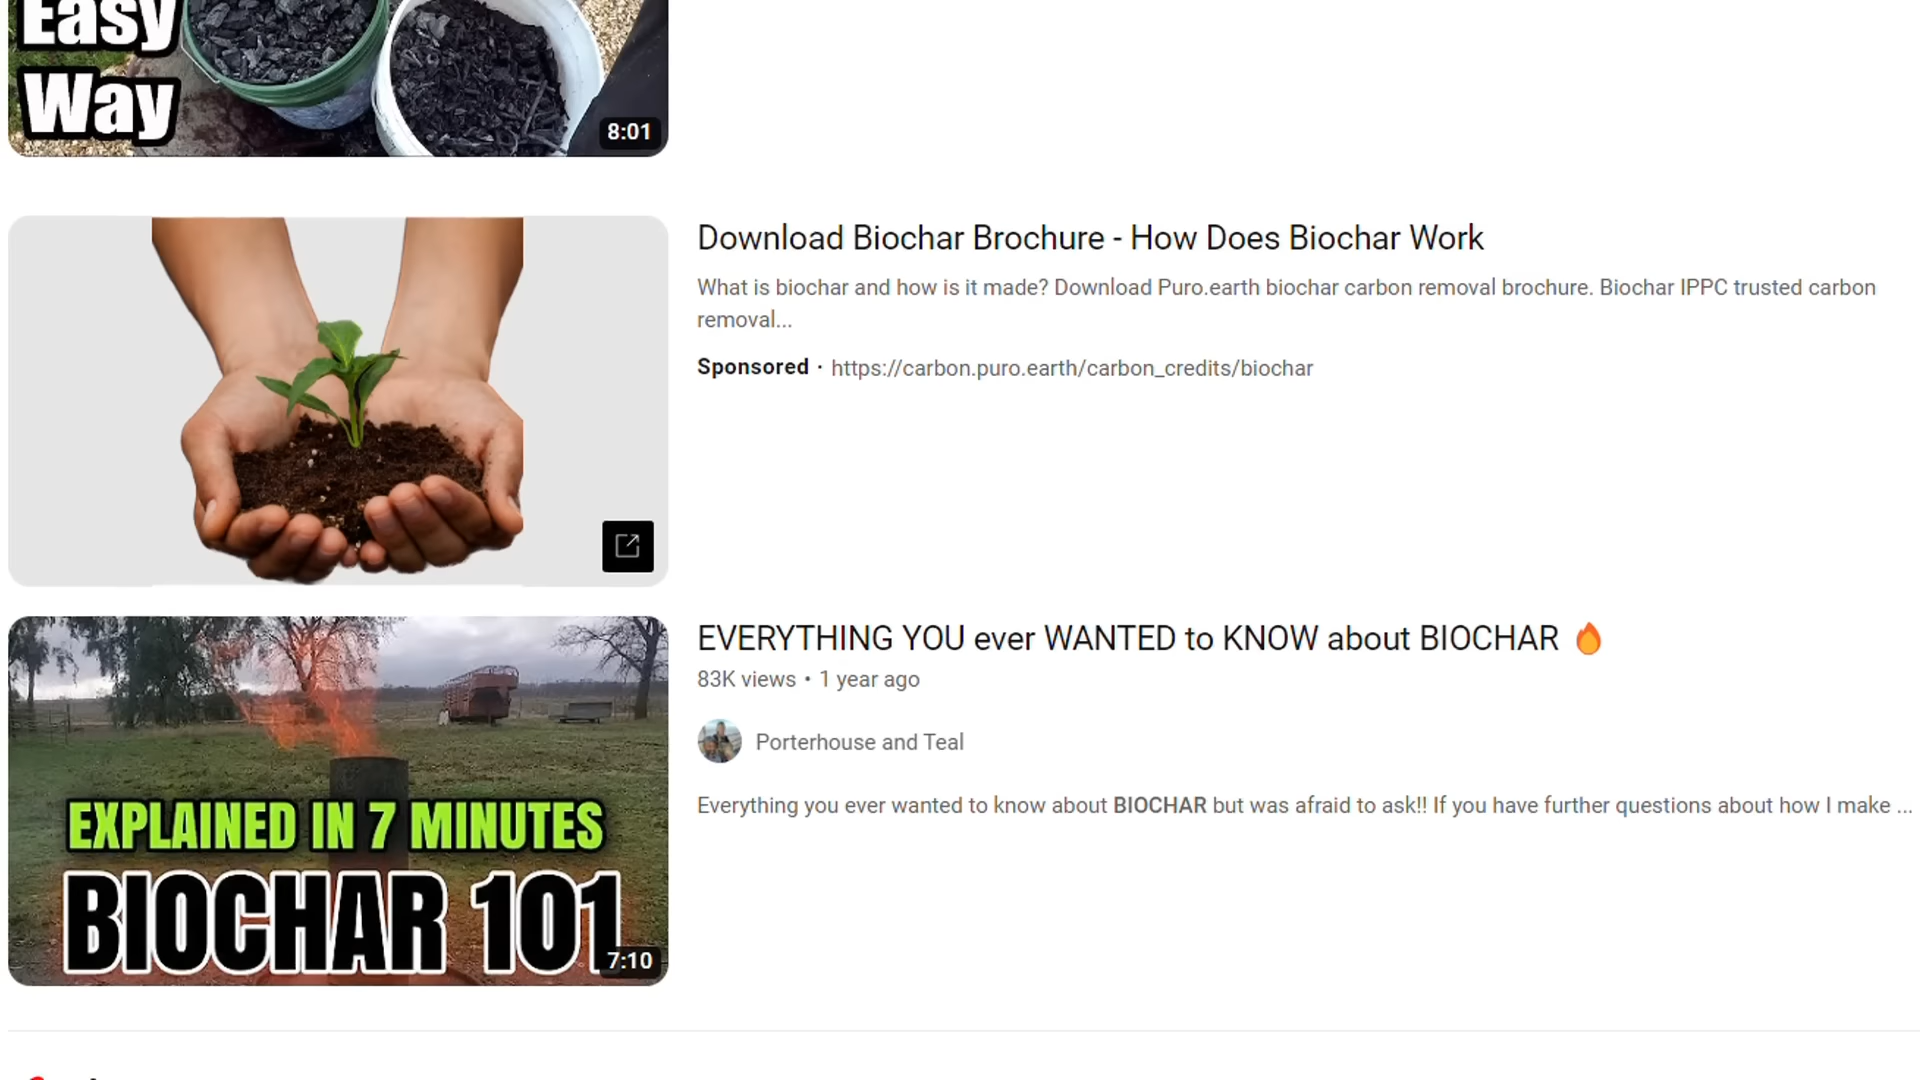 Easy
Way
8:01
Download Biochar Brochure - How Does Biochar Work
What is biochar and how is it made? Download Puro.earth biochar carbon removal brochure. Biochar IPPC trusted carbon
removal...
Sponsored · https://carbon.puro.earth/carbon_credits/biochar
EVERYTHING YOU ever WANTED to KNOW about BIOCHAR 🔥
83K views • 1 year ago
Porterhouse and Teal
Everything you ever wanted to know about BIOCHAR but was afraid to ask!! If you have further questions about how I make ...
EXPLAINED IN 7 MINUTES
BIOCHAR 101
7:10